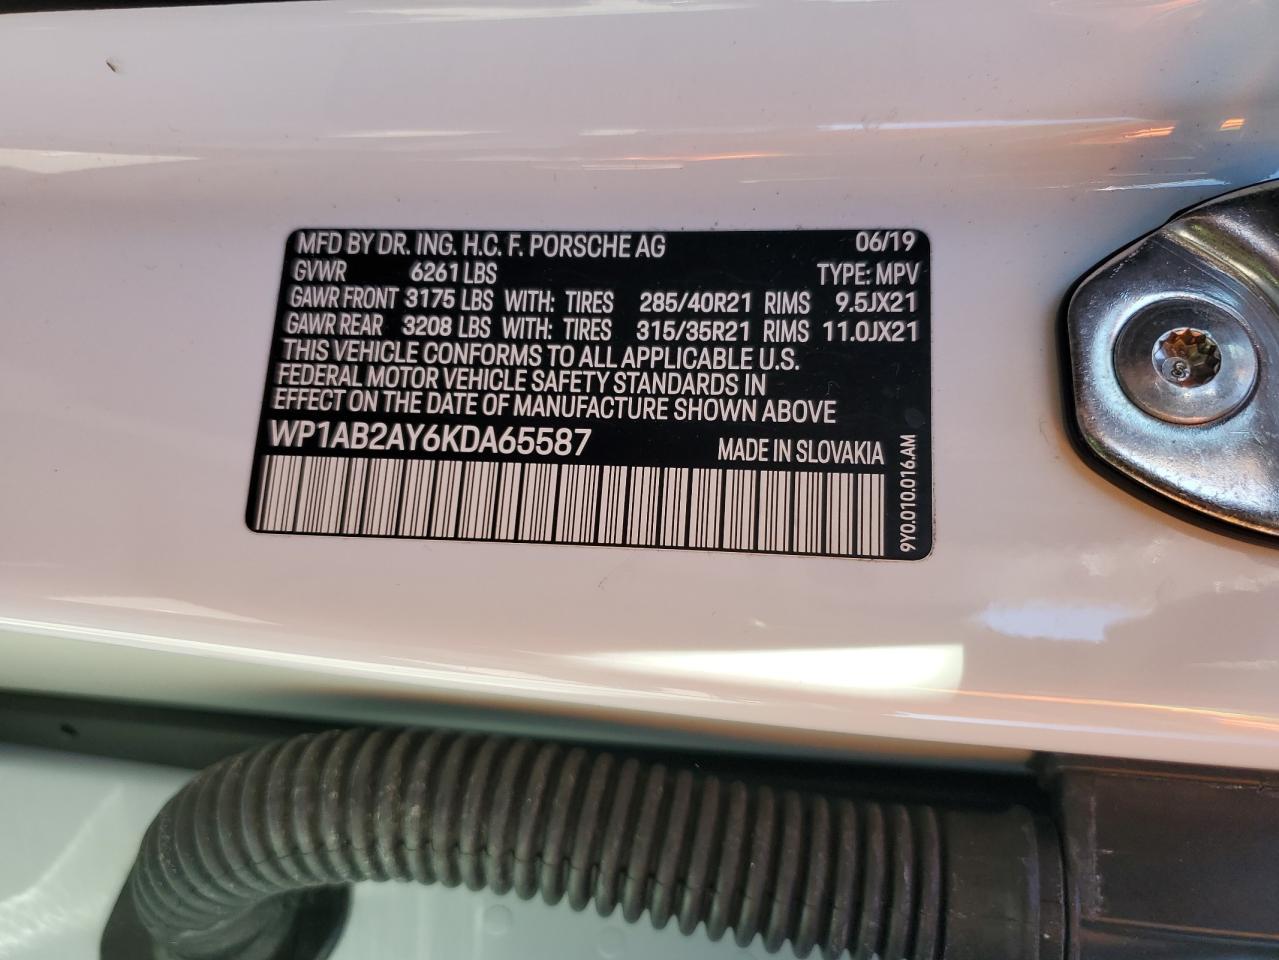 MFD BY DR. ING. H.C. F. PORSCHE AG 06/19
GVWR 6261 LBS TYPE: MPV
GAWR FRONT 3175 LBS WITH: TIRES 285/40R21 RIMS 9.5JX21
GAWR REAR 3208 LBS WITH: TIRES 315/35R21 RIMS 11.0JX21
THIS VEHICLE CONFORMS TO ALL APPLICABLE U.S.
FEDERAL MOTOR VEHICLE SAFETY STANDARDS IN
EFFECT ON THE DATE OF MANUFACTURE SHOWN ABOVE
WP1AB2AY6KDA65587 MADE IN SLOVAKIA
9Y0.010.016.AM